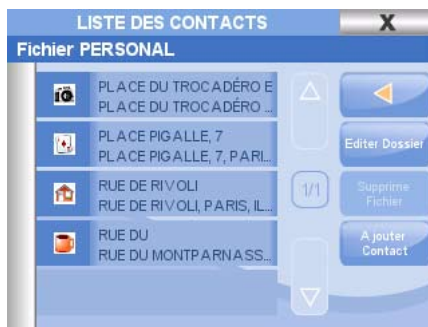 LISTE DES CONTACTS X
Fichier PERSONAL
PLACE DU TROCADÉRO E
PLACE DU TROCADÉRO ...
PLACE PIGALLE, 7
PLACE PIGALLE, 7, PARI...
Editer Dossier
RUE DE RIVOLI
RUE DE RIVOLI, PARIS, IL...
1/1
Supprime
Fichier
RUE DU
RUE DU MONTPARNASS...
Ajouter
Contact